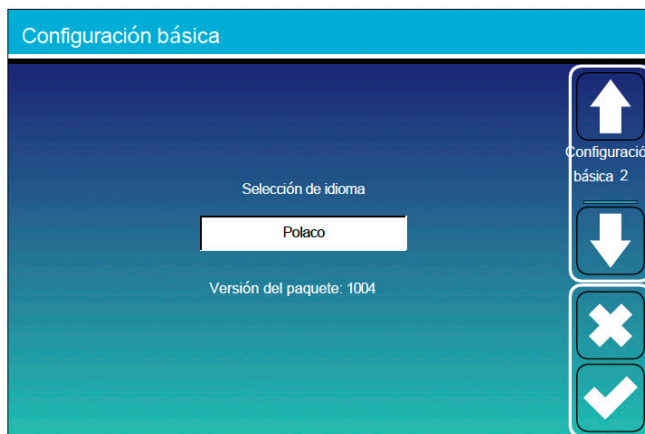 Configuración básica
Selección de idioma
Polaco
Versión del paquete: 1004
Configuració
básica 2